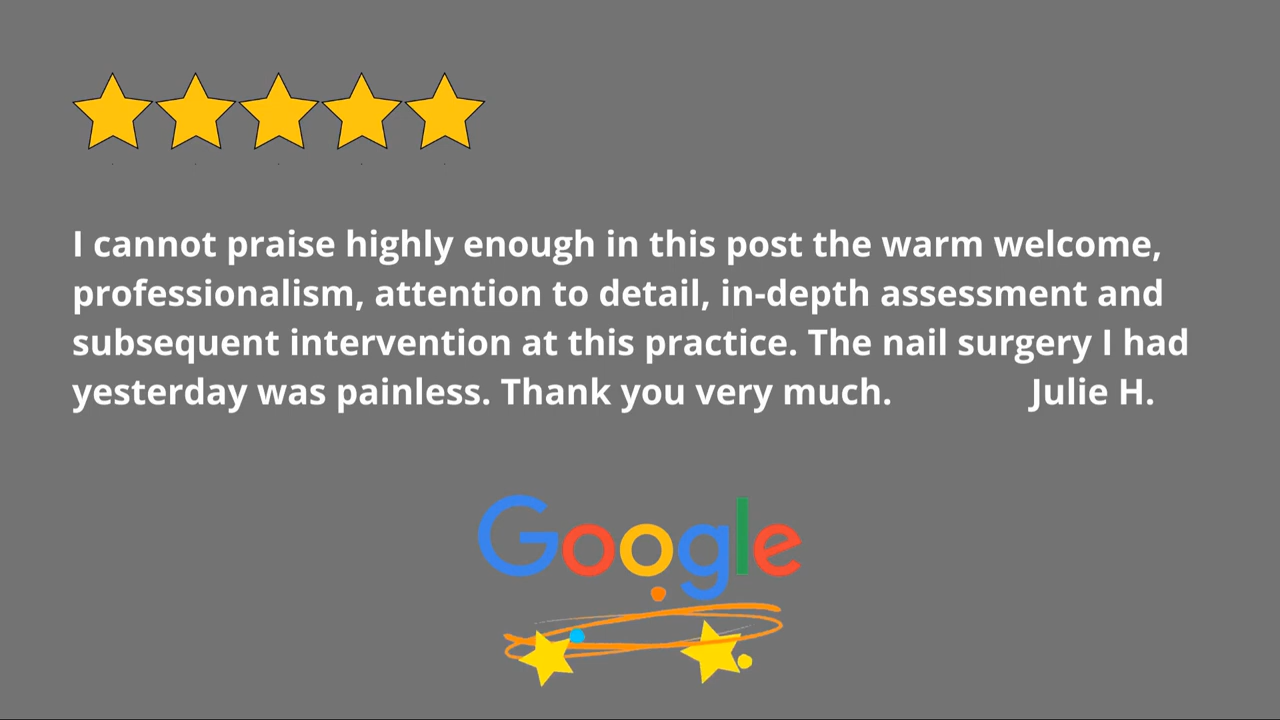 I cannot praise highly enough in this post the warm welcome,
professionalism, attention to detail, in-depth assessment and
subsequent intervention at this practice. The nail surgery I had
yesterday was painless. Thank you very much. Julie H.
Google